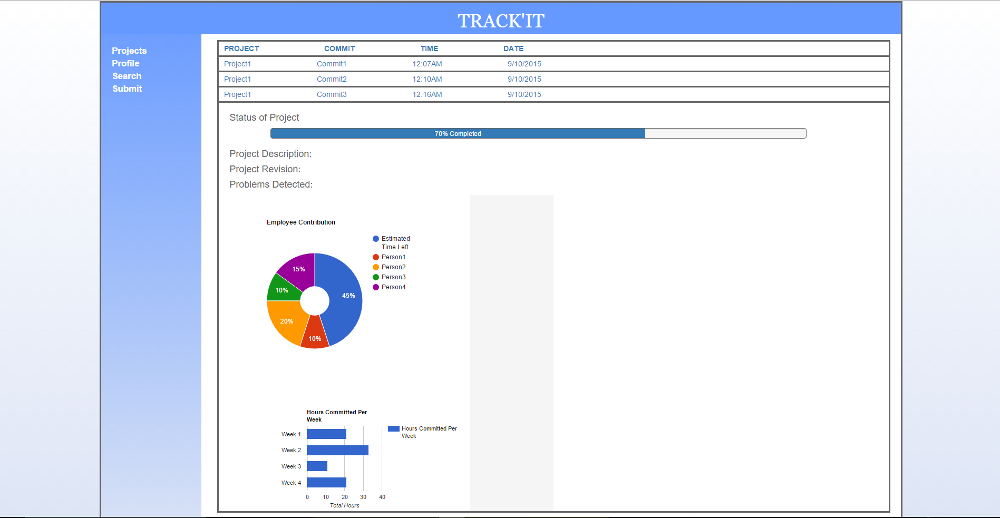 TRACK'IT
Projects
Profile
Search
Submit
PROJECT COMMIT TIME DATE
Project1 Commit1 12:07AM 9/10/2015
Project1 Commit2 12:10AM 9/10/2015
Project1 Commit3 12:16AM 9/10/2015
Status of Project
70% Completed
Project Description:
Project Revision:
Problems Detected:
Employee Contribution
Estimated
Time Left
Person1
Person2
Person3
Person4
15%
10%
45%
20%
10%
Hours Committed Per
Week
Hours Committed Per
Week
Week 1
Week 2
Week 3
Week 4
0 10 20 30 40
Total Hours